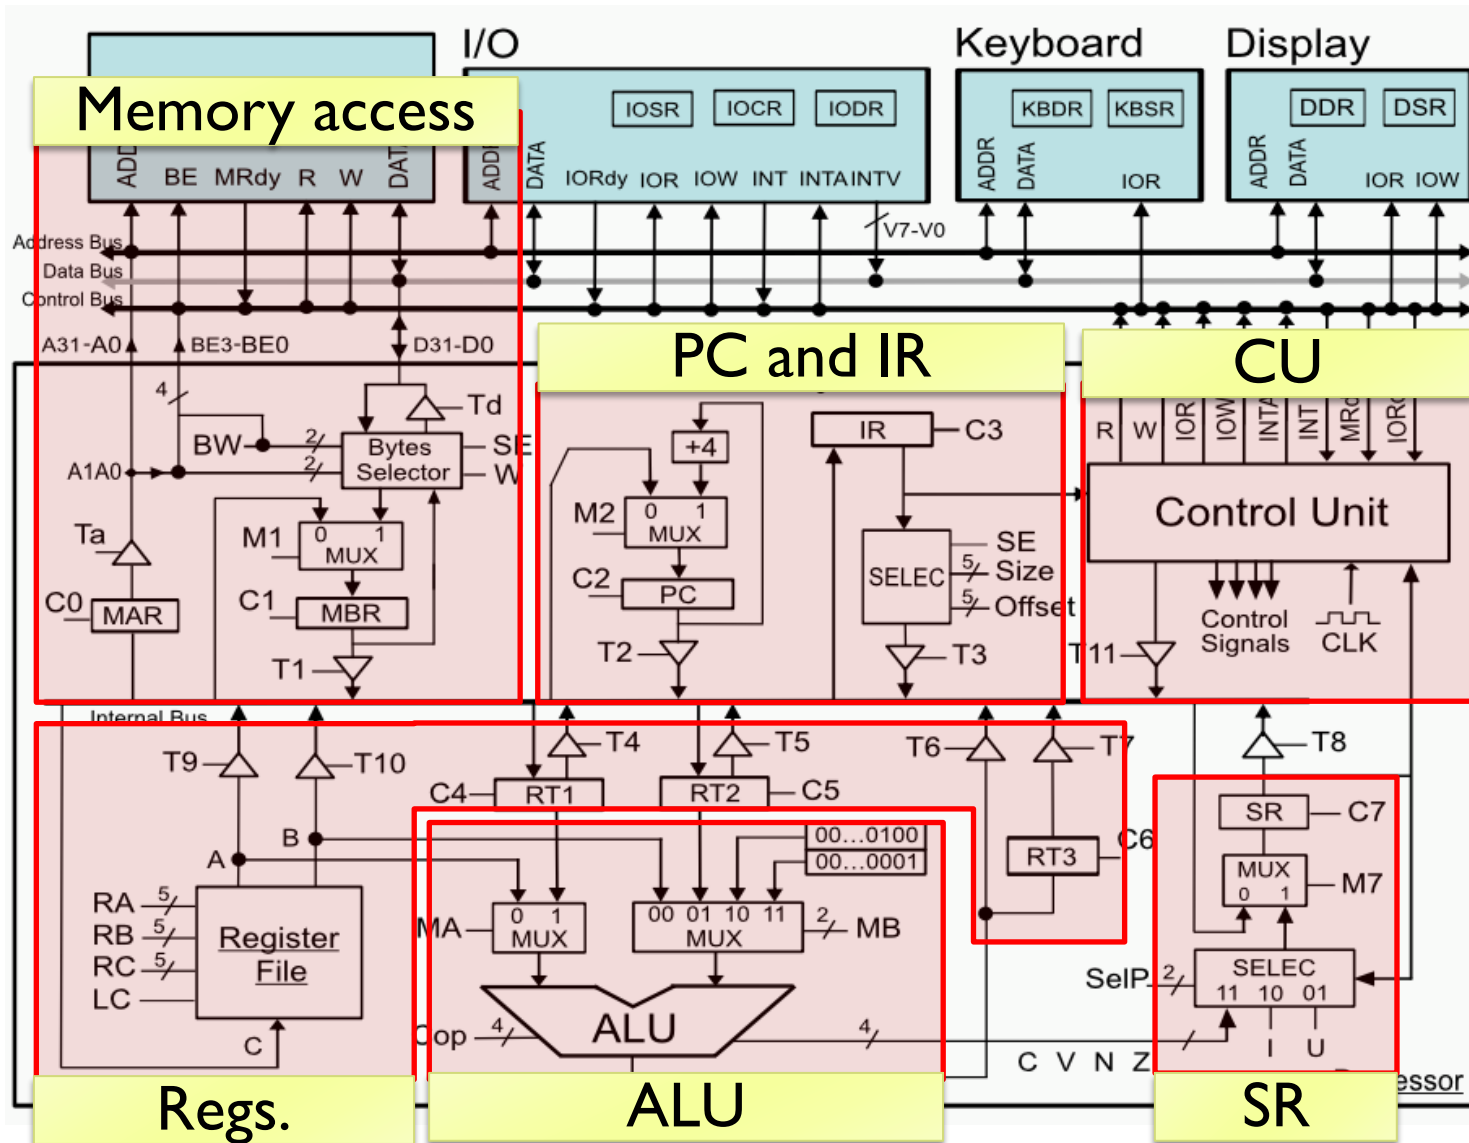 I/O
Keyboard
Display
Memory access
IOSR IOCR IODR
KBDR KBSR
DDR DSR
BE MRdy R W DATA
ADDR DATA IORdy IOR IOW INT INTA INTV
ADDR DATA IOR
ADDR DATA IOR IOW
V7-V0
Address Bus
Data Bus
Control Bus
A31-A0 BE3-BE0 D31-D0
PC and IR
CU
4 Td
BW 2 Bytes Selector SE
A1A0 2 W
+4
IR C3
R W IOR IOW INTA INT
Control Unit
Ta
M1 0 1 MUX
M2 0 1 MUX
SELEC SE
5 Size
5 Offset
C0 MAR
C1 MBR
C2 PC
Control Signals
CLK
T1 T2 T3 T11
Internal Bus
T9 T10 T4 T5 T6 T7 T8
C4 RT1 RT2 C5
SR C7
00...0100
00...0001
A B
RT3 C6
MUX 0 1 M7
RA 5
RB 5
RC 5
LC
Register File
C
MA 0 1 MUX
00 01 10 11 MUX 2 MB
SelP 2 SELEC 11 10 01
I U
4 ALU 4
C V N Z
Regs.
ALU
SR